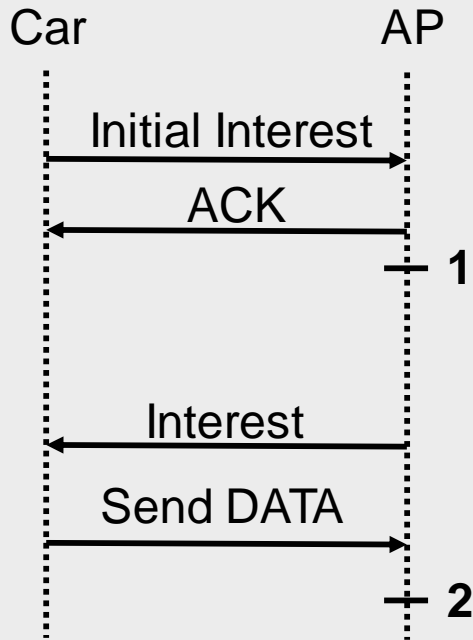 Car AP
Initial Interest
ACK
1
Interest
Send DATA
2